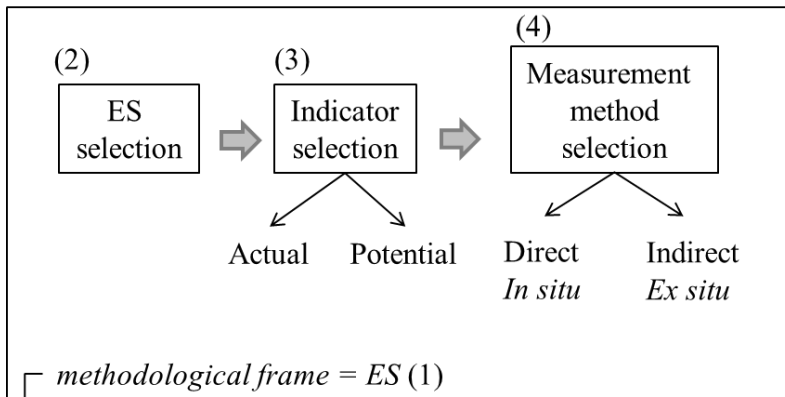 (2)
ES
selection
(3)
Indicator
selection
(4)
Measurement
method
selection
Actual
Potential
Direct
In situ
Indirect
Ex situ
methodological frame = ES (1)